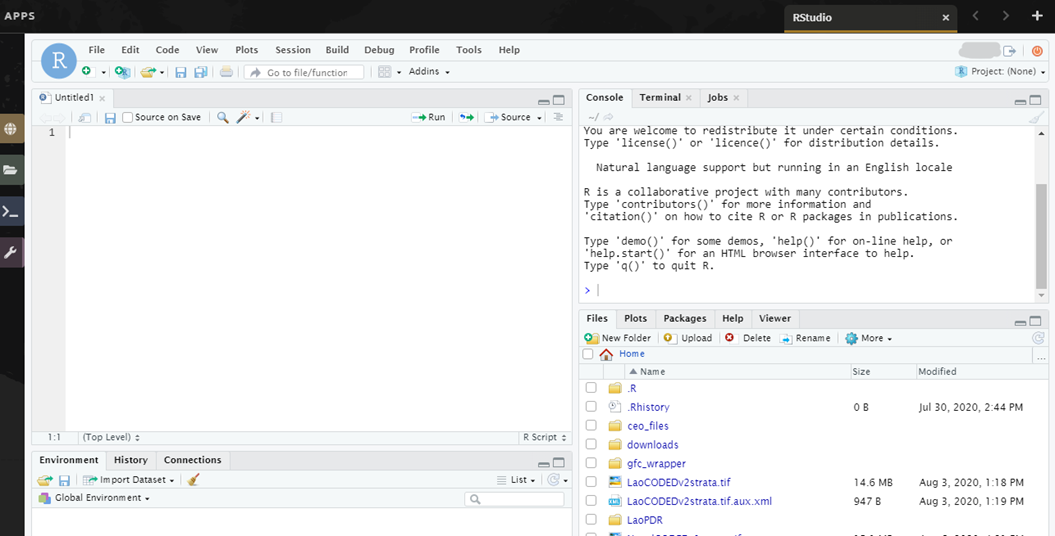 APPS
RStudio ×
R
File Edit Code View Plots Session Build Debug Profile Tools Help
Go to file/function Addins Project: (None)
Untitled1 ×
Source on Save Run Source
1
1:1 (Top Level) R Script
Environment History Connections
Import Dataset List
Global Environment
Console Terminal × Jobs ×
~/
You are welcome to redistribute it under certain conditions.
Type 'license()' or 'licence()' for distribution details.
Natural language support but running in an English locale
R is a collaborative project with many contributors.
Type 'contributors()' for more information and
'citation()' on how to cite R or R packages in publications.
Type 'demo()' for some demos, 'help()' for on-line help, or
'help.start()' for an HTML browser interface to help.
Type 'q()' to quit R.
>
Files Plots Packages Help Viewer
New Folder Upload Delete Rename More
Home ...
Name Size Modified
.R
.Rhistory 0 B Jul 30, 2020, 2:44 PM
ceo_files
downloads
gfc_wrapper
LaoCODEDv2strata.tif 14.6 MB Aug 3, 2020, 1:18 PM
LaoCODEDv2strata.tif.aux.xml 947 B Aug 3, 2020, 1:19 PM
LaoPDR